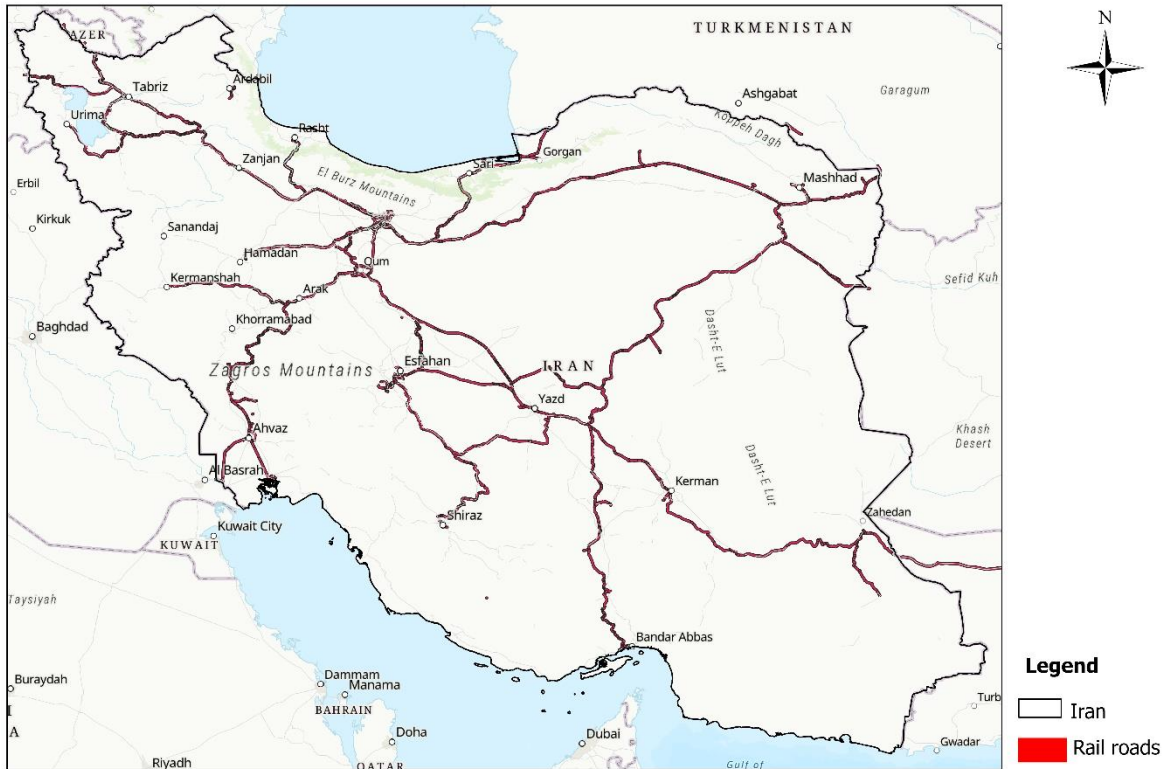 TURKMENISTAN
N
AZER
Ardabil
Tabriz
Ashgabat
Garagum
Urima
Rasht
Koppeh Dagh
Gorgan
Zanjan
Sari
El Burz Mountains
Mashhad
Erbil
Kirkuk
Sanandaj
Hamadan
Qum
Kermanshah
Sefid Kuh
Arak
Baghdad
Khorramabad
Dasht-E Lut
Esfahan
IRAN
Zagros Mountains
Yazd
Ahvaz
Khash
Desert
Al Basrah
Dasht-E Lut
Kerman
Kuwait City
Shiraz
Zahedan
KUWAIT
Taysiyah
Bandar Abbas
Legend
Dammam
Buraydah
Manama
Iran
BAHRAIN
Turb
I
A
Doha
Dubai
Gwadar
Rail roads
Riyadh
QATAR
Gulf of